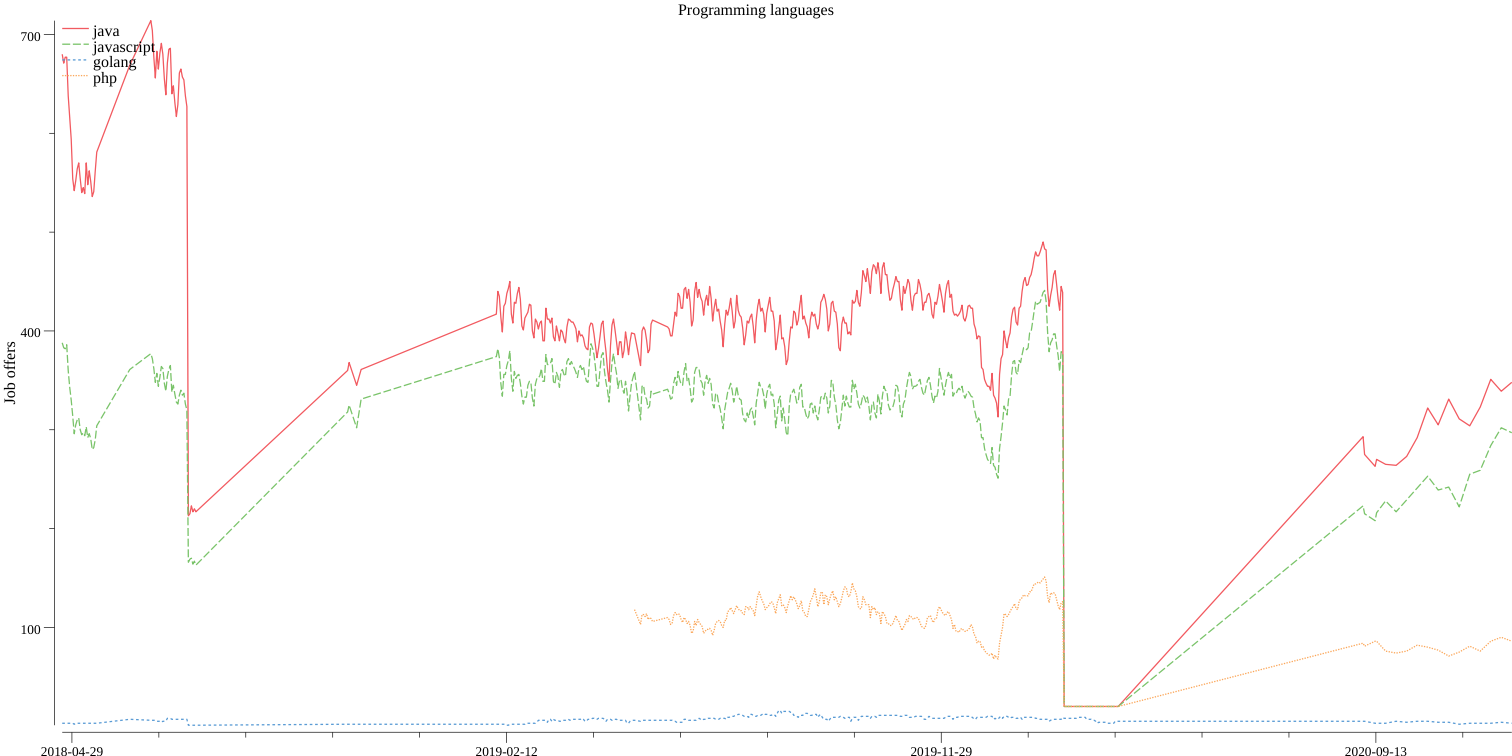 Programming languages
700
java
javascript
golang
php
400
Job offers
100
2018-04-29
2019-02-12
2019-11-29
2020-09-13